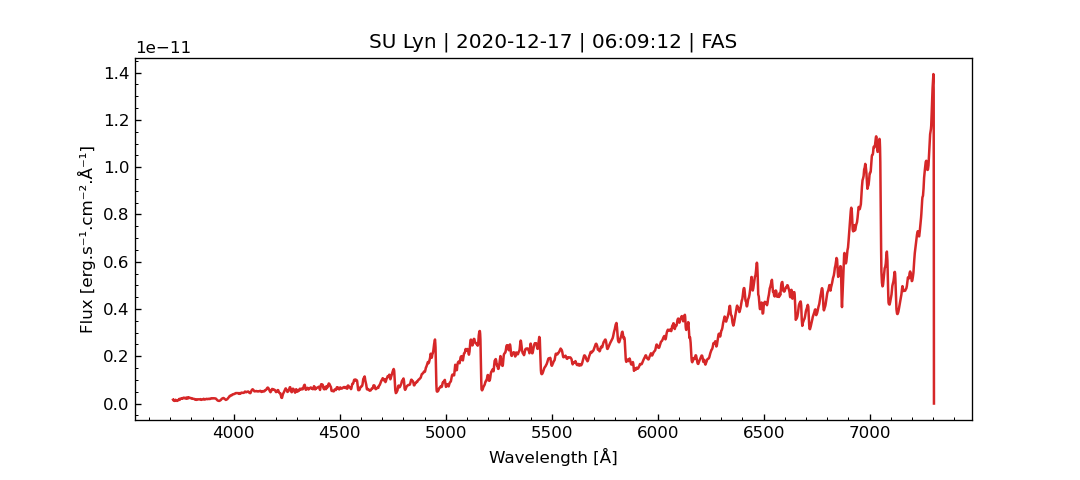 SU Lyn | 2020-12-17 | 06:09:12 | FAS
1e−11
1.4
1.2
1.0
0.8
0.6
0.4
0.2
0.0
Flux [erg.s⁻¹.cm⁻².Å⁻¹]
4000 4500 5000 5500 6000 6500 7000
Wavelength [Å]